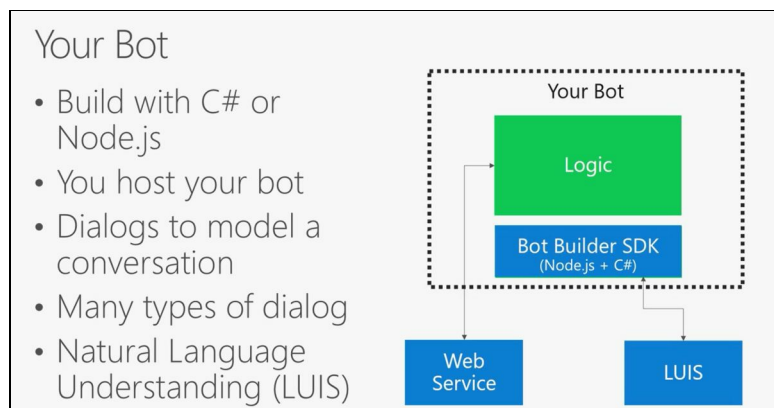 Your Bot
• Build with C# or
Node.js
• You host your bot
• Dialogs to model a
conversation
• Many types of dialog
• Natural Language
Understanding (LUIS)
Your Bot
Logic
Bot Builder SDK
(Node.js + C#)
Web
Service
LUIS